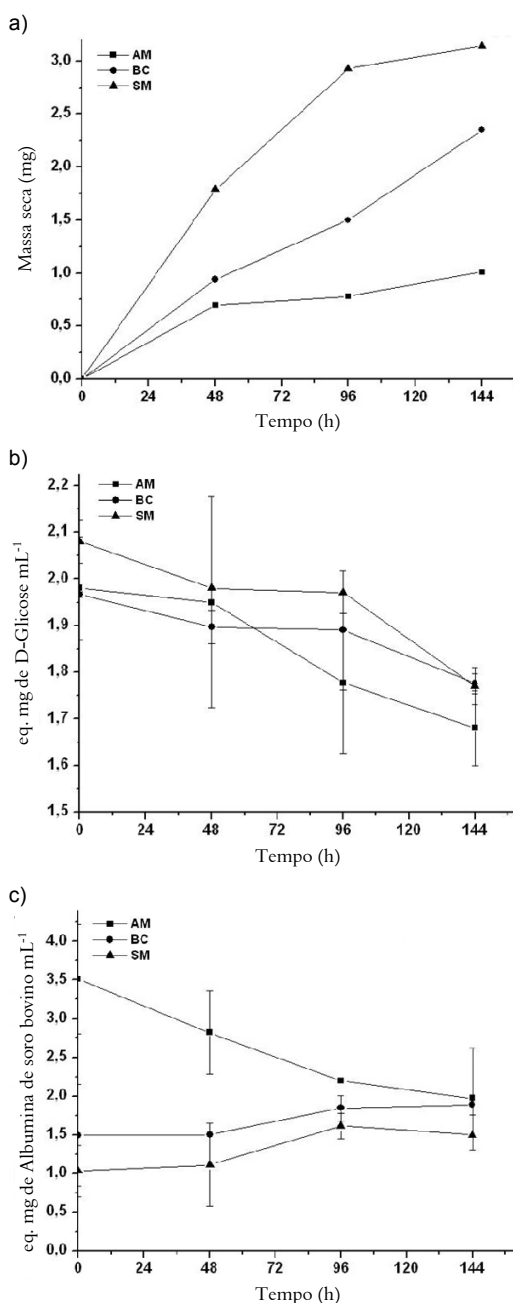 a)
AM
BC
SM
3,0
2,5
2,0
1,5
1,0
0,5
0,0
Massa seca (mg)
0 24 48 72 96 120 144
Tempo (h)
b)
AM
BC
SM
2,2
2,1
2,0
1,9
1,8
1,7
1,6
1,5
eq. mg de D-Glicose mL-1
0 24 48 72 96 120 144
Tempo (h)
c)
AM
BC
SM
4,0
3,5
3,0
2,5
2,0
1,5
1,0
0,5
0,0
eq. mg de Albumina de soro bovino mL-1
0 24 48 72 96 120 144
Tempo (h)